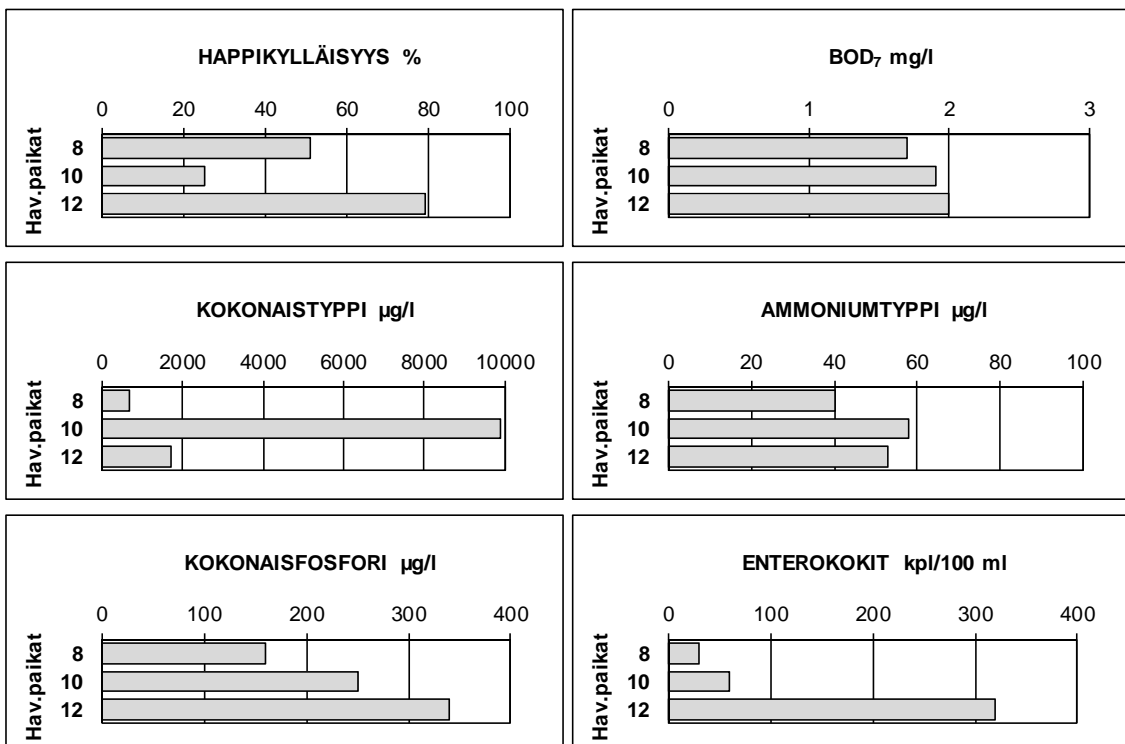 HAPPIKYLLÄISYYS %
0 20 40 60 80 100
Hav.paikat
8
10
12
BOD₇ mg/l
0 1 2 3
Hav.paikat
8
10
12
KOKONAISTYPPI µg/l
0 2000 4000 6000 8000 10000
Hav.paikat
8
10
12
AMMONIUMTYPPI µg/l
0 20 40 60 80 100
Hav.paikat
8
10
12
KOKONAISFOSFORI µg/l
0 100 200 300 400
Hav.paikat
8
10
12
ENTEROKOKIT kpl/100 ml
0 100 200 300 400
Hav.paikat
8
10
12